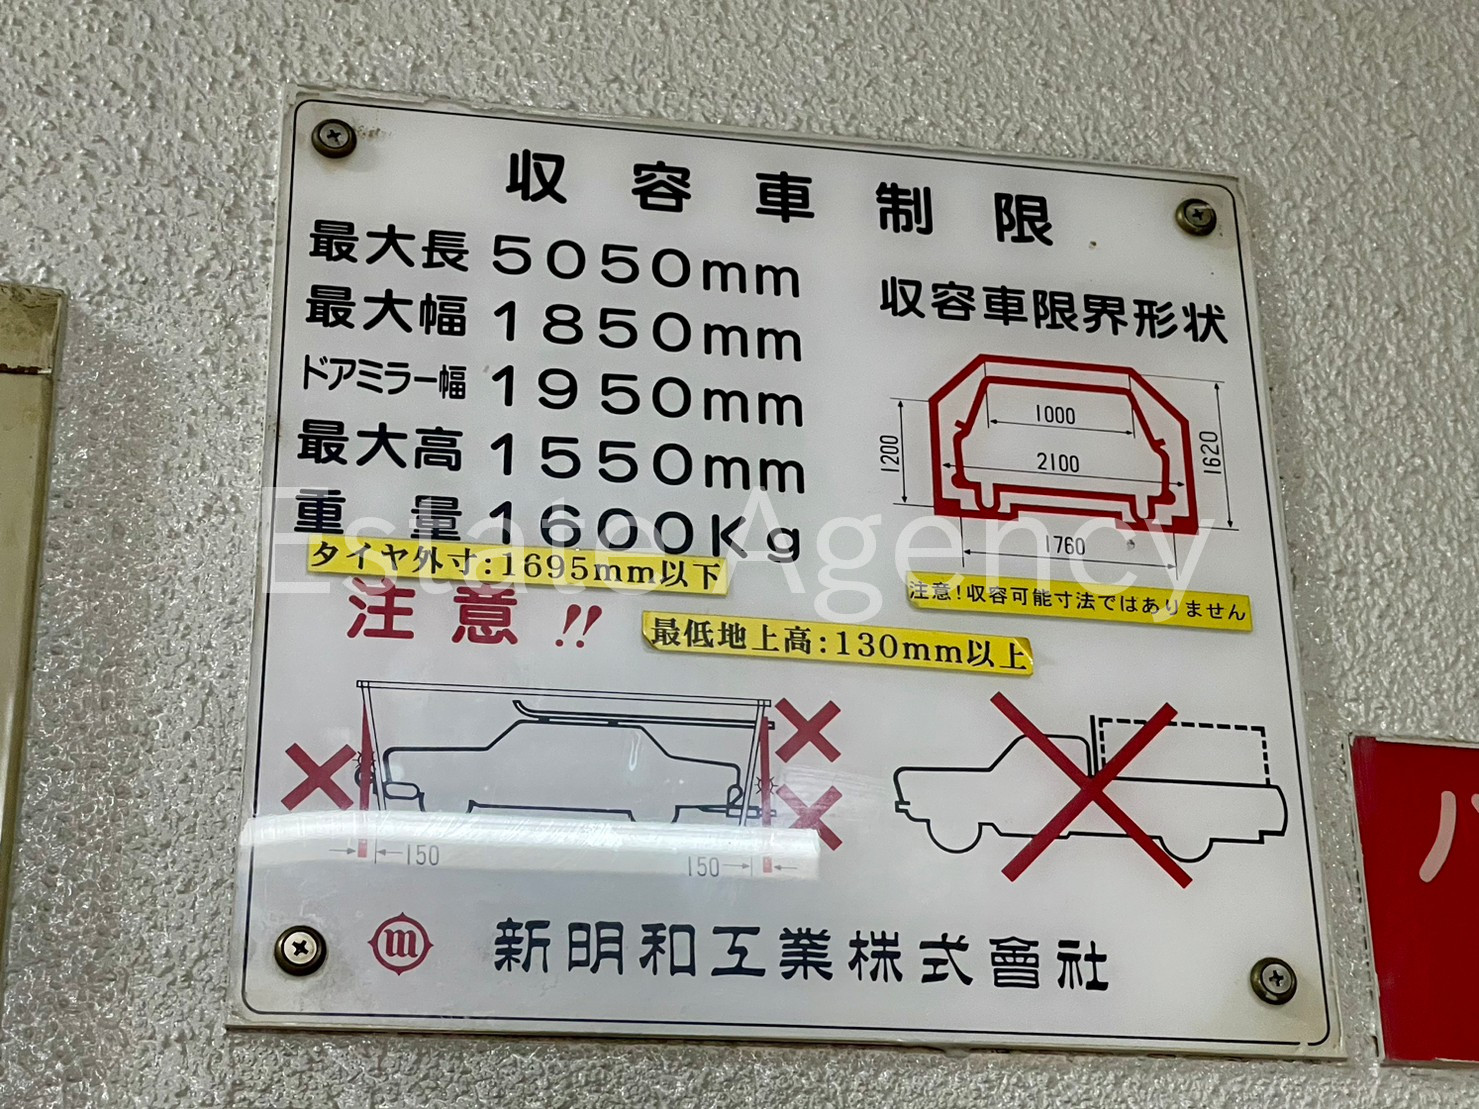 収容車制限
最大長 5050mm
最大幅 1850mm
ドアミラー幅 1950mm
最大高 1550mm
重量 1600Kg
タイヤ外寸:1695mm以下
収容車限界形状
1000
1200
2100
1620
1760
注意!収容可能寸法ではありません
注意!!
最低地上高:130mm以上
150
150
新明和工業株式會社
Estate Agency